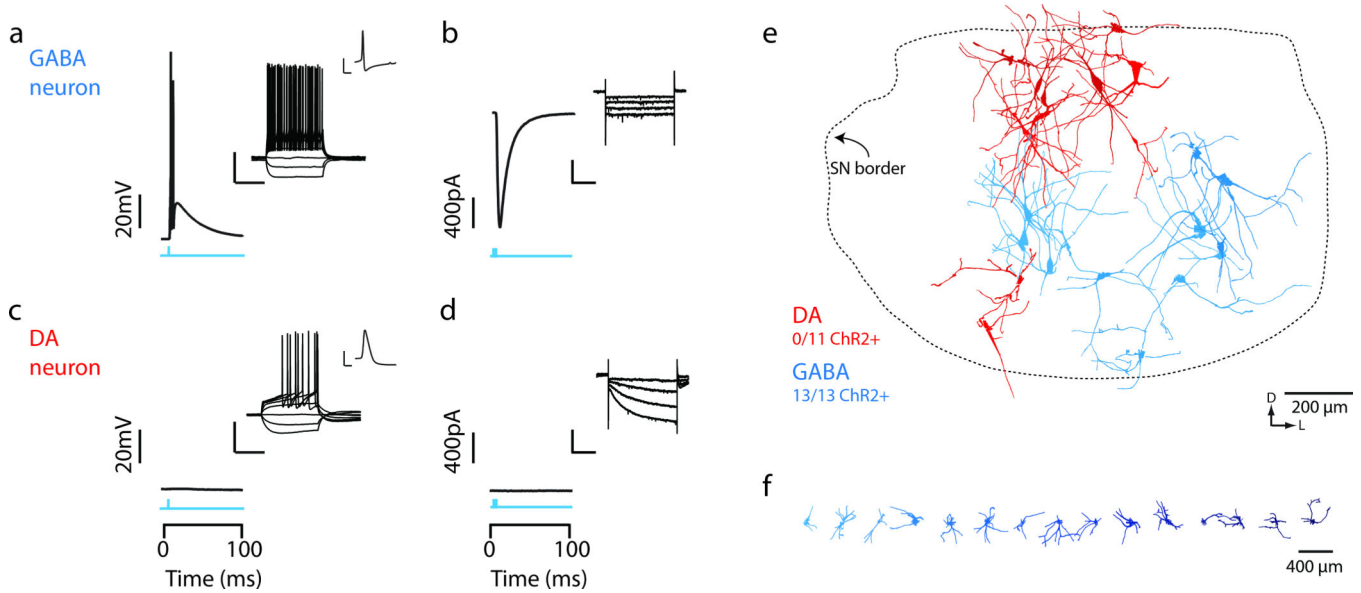 a
GABA
neuron
20mV
b
400pA
c
DA
neuron
20mV
0
100
Time (ms)
d
400pA
0
100
Time (ms)
e
SN border
DA
0/11 ChR2+
GABA
13/13 ChR2+
D
L
200 μm
f
400 μm